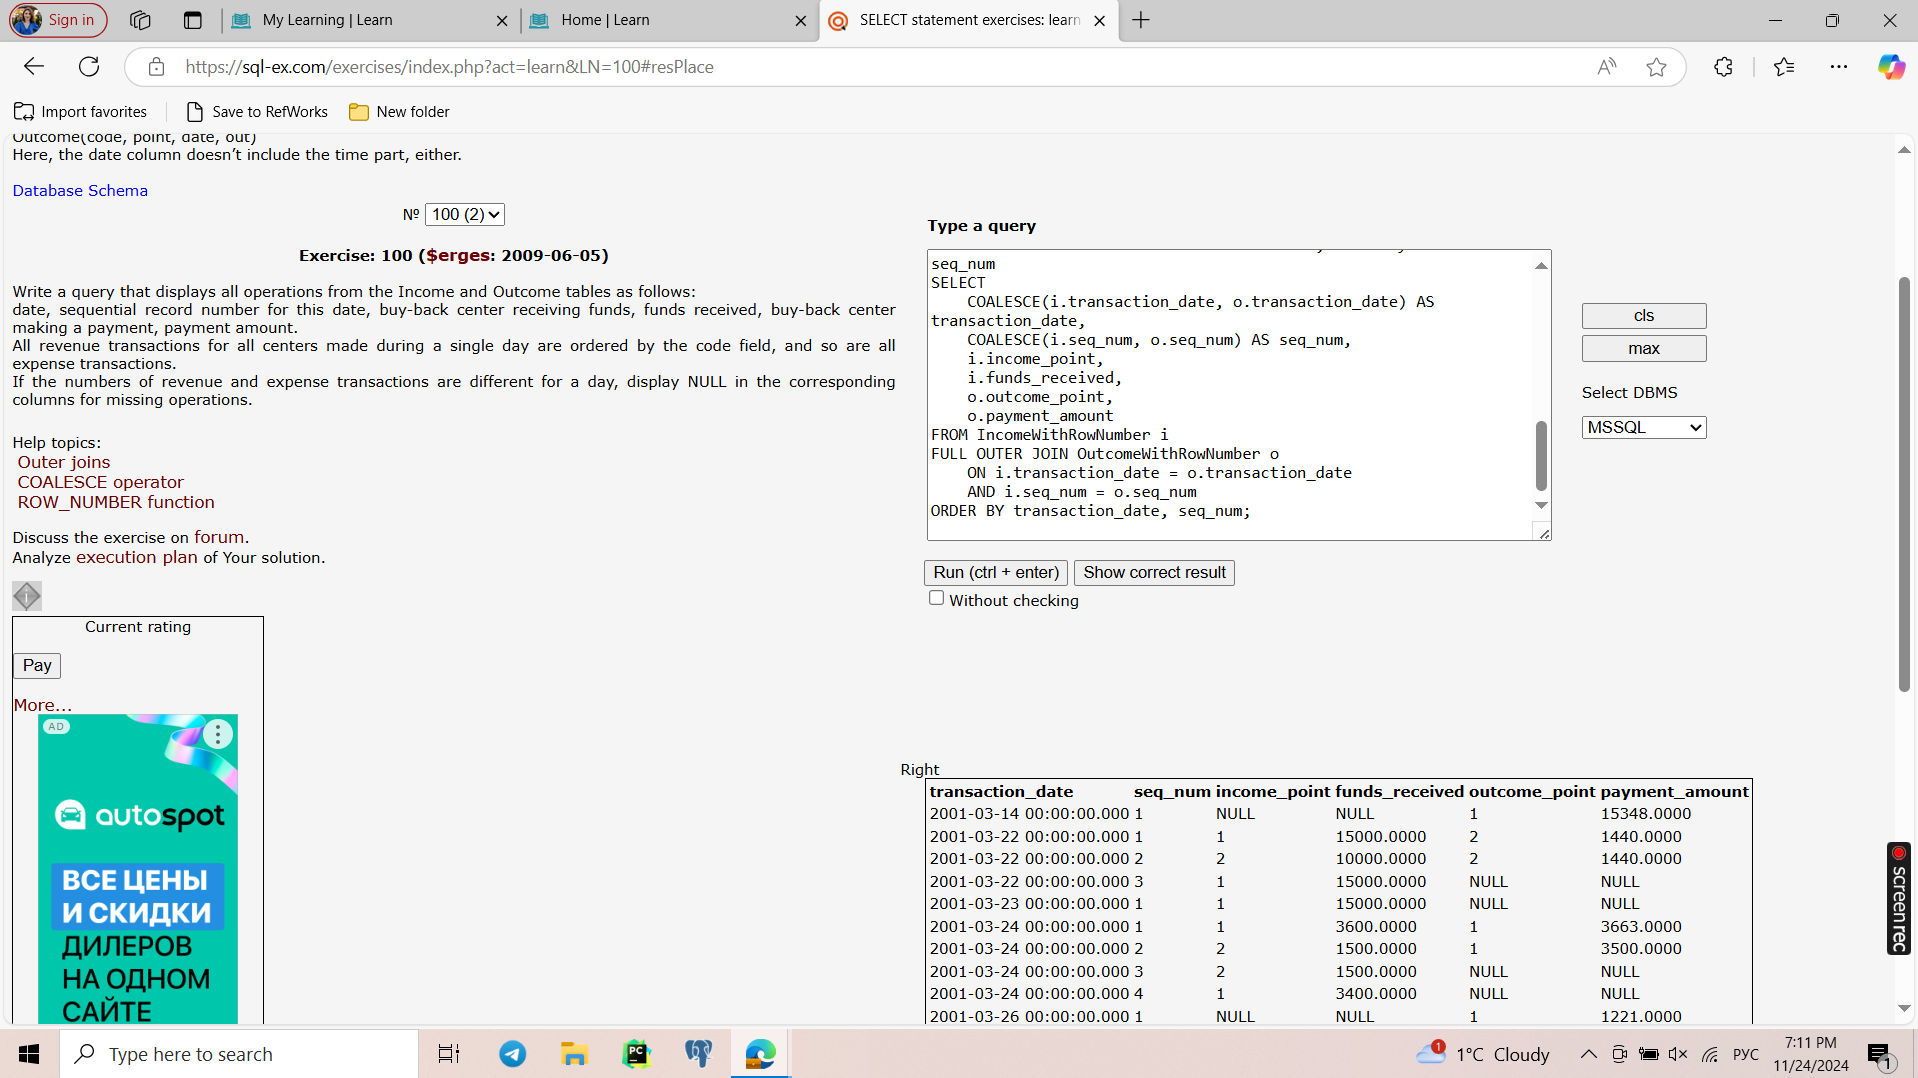 Sign in
My Learning | Learn
Home | Learn
SELECT statement exercises: learn
https://sql-ex.com/exercises/index.php?act=learn&LN=100#resPlace
Import favorites
Save to RefWorks
New folder
Outcome(code, point, date, out)
Here, the date column doesn’t include the time part, either.
Database Schema
№ 100 (2)
Exercise: 100 ($erges: 2009-06-05)
Write a query that displays all operations from the Income and Outcome tables as follows:
date, sequential record number for this date, buy-back center receiving funds, funds received, buy-back center
making a payment, payment amount.
All revenue transactions for all centers made during a single day are ordered by the code field, and so are all
expense transactions.
If the numbers of revenue and expense transactions are different for a day, display NULL in the corresponding
columns for missing operations.
Help topics:
Outer joins
COALESCE operator
ROW_NUMBER function
Discuss the exercise on forum.
Analyze execution plan of Your solution.
Current rating
Pay
More...
AD
autospot
ВСЕ ЦЕНЫ
И СКИДКИ
ДИЛЕРОВ
НА ОДНОМ
САЙТЕ
Type a query
seq_num
SELECT
COALESCE(i.transaction_date, o.transaction_date) AS
transaction_date,
COALESCE(i.seq_num, o.seq_num) AS seq_num,
i.income_point,
i.funds_received,
o.outcome_point,
o.payment_amount
FROM IncomeWithRowNumber i
FULL OUTER JOIN OutcomeWithRowNumber o
ON i.transaction_date = o.transaction_date
AND i.seq_num = o.seq_num
ORDER BY transaction_date, seq_num;
cls
max
Select DBMS
MSSQL
Run (ctrl + enter)
Show correct result
Without checking
Right
transaction_date seq_num income_point funds_received outcome_point payment_amount
2001-03-14 00:00:00.000 1 NULL NULL 1 15348.0000
2001-03-22 00:00:00.000 1 1 15000.0000 2 1440.0000
2001-03-22 00:00:00.000 2 2 10000.0000 2 1440.0000
2001-03-22 00:00:00.000 3 1 15000.0000 NULL NULL
2001-03-23 00:00:00.000 1 1 15000.0000 NULL NULL
2001-03-24 00:00:00.000 1 1 3600.0000 1 3663.0000
2001-03-24 00:00:00.000 2 2 1500.0000 1 3500.0000
2001-03-24 00:00:00.000 3 2 1500.0000 NULL NULL
2001-03-24 00:00:00.000 4 1 3400.0000 NULL NULL
2001-03-26 00:00:00.000 1 NULL NULL 1 1221.0000
screen rec
Type here to search
PC
1
1°C Cloudy
РУС
7:11 PM
11/24/2024
1